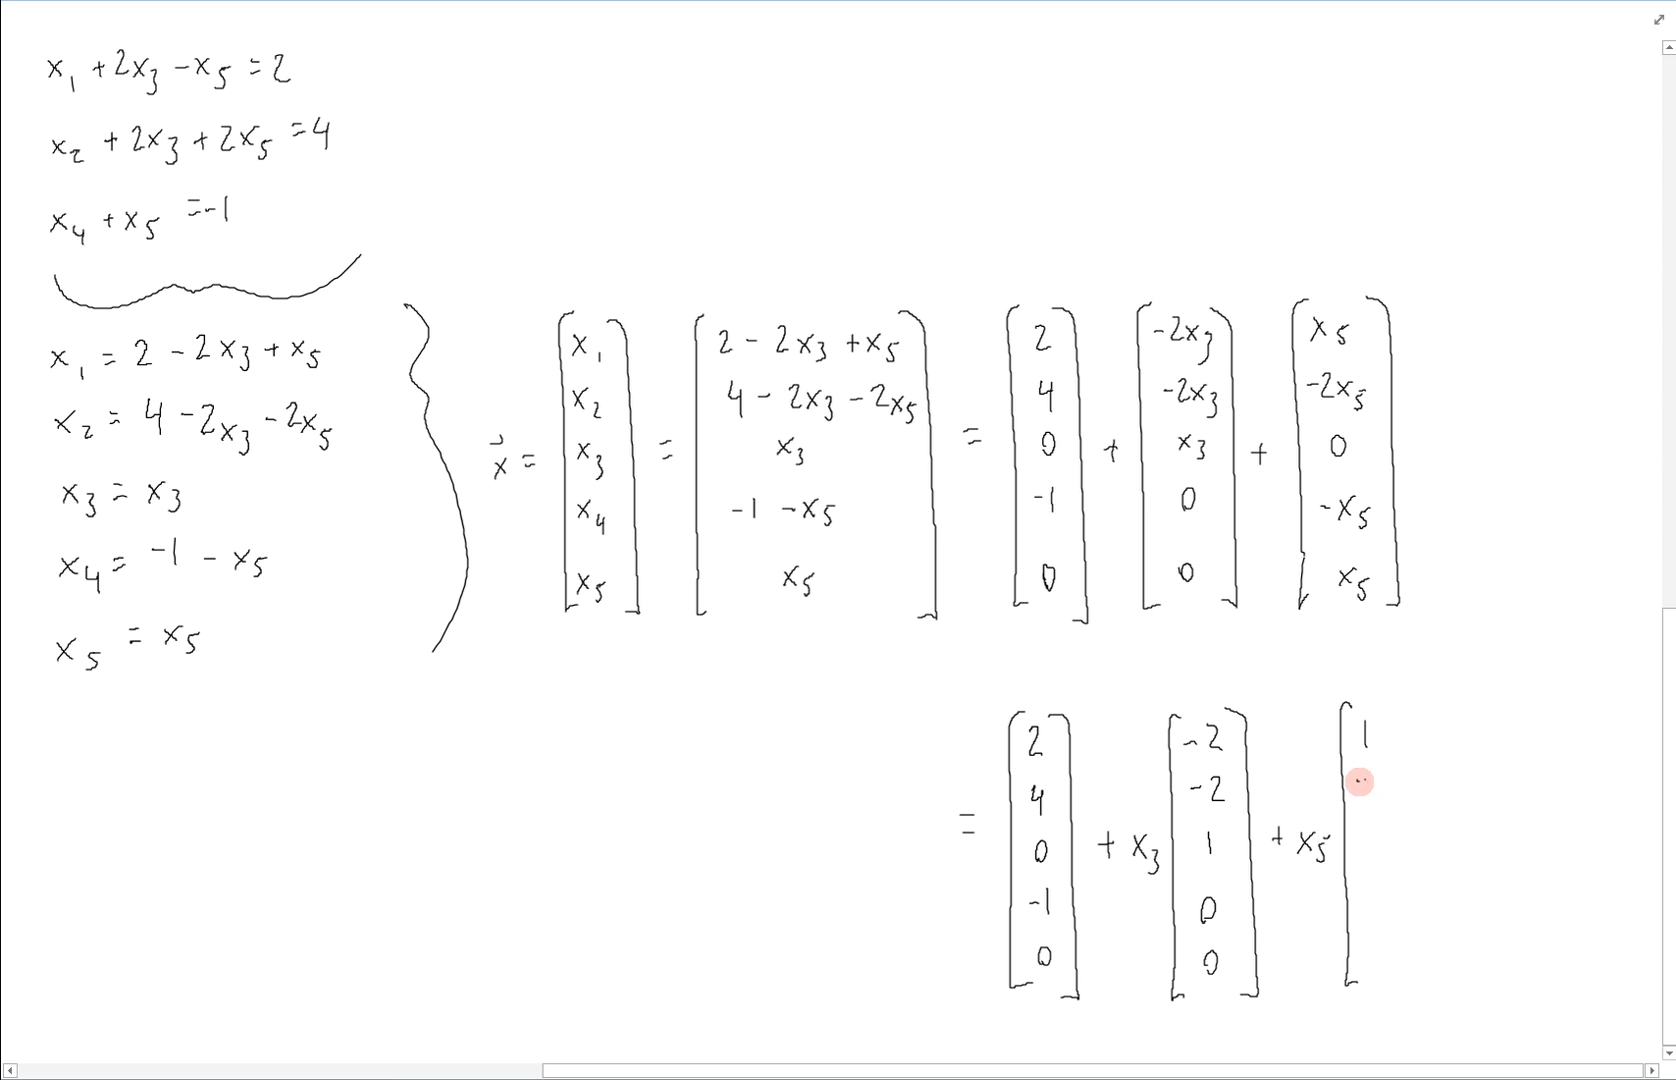 x₁ + 2x₃ - x₅ = 2
x₂ + 2x₃ + 2x₅ = 4
x₄ + x₅ = -1
x₁ = 2 - 2x₃ + x₅
x₂ = 4 - 2x₃ - 2x₅
x₃ = x₃
x₄ = -1 - x₅
x₅ = x₅
x⃗ = [x₁ x₂ x₃ x₄ x₅] = [2 - 2x₃ + x₅, 4 - 2x₃ - 2x₅, x₃, -1 - x₅, x₅] = [2 4 0 -1 0] + [-2x₃ -2x₃ x₃ 0 0] + [x₅ -2x₅ 0 -x₅ x₅]
= [2 4 0 -1 0] + x₃ [-2 -2 1 0 0] + x₅ [1